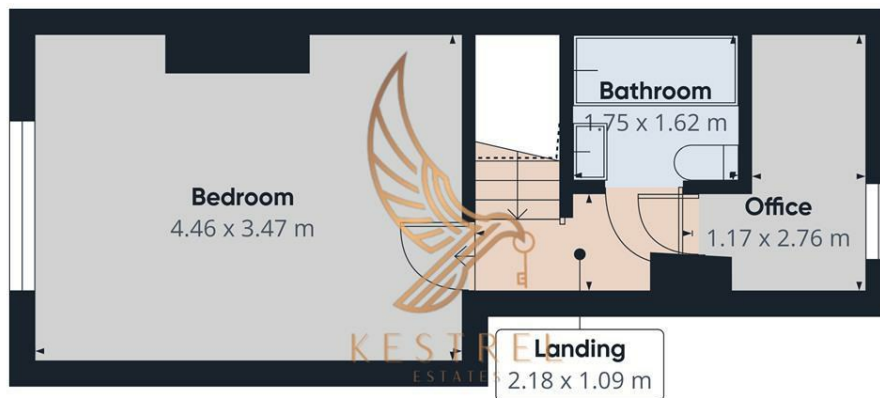 Bedroom
4.46 x 3.47 m
Bathroom
1.75 x 1.62 m
Office
1.17 x 2.76 m
KESTREL
ESTATES
Landing
2.18 x 1.09 m